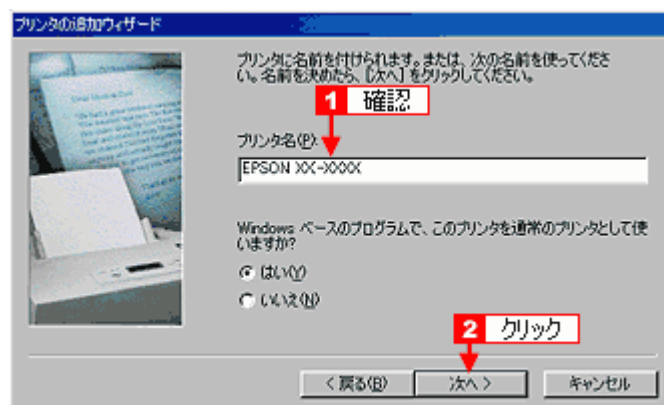 プリンタの追加ウィザード
プリンタに名前を付けられます。または、次の名前を使ってくださ
い。名前を決めたら、[次へ] をクリックしてください。
1 確認
プリンタ名(P):
EPSON XX-XXXX
Windows ベースのプログラムで、このプリンタを通常のプリンタとして使
いますか?
はい(Y)
いいえ(N)
2 クリック
< 戻る(B)
次へ >
キャンセル